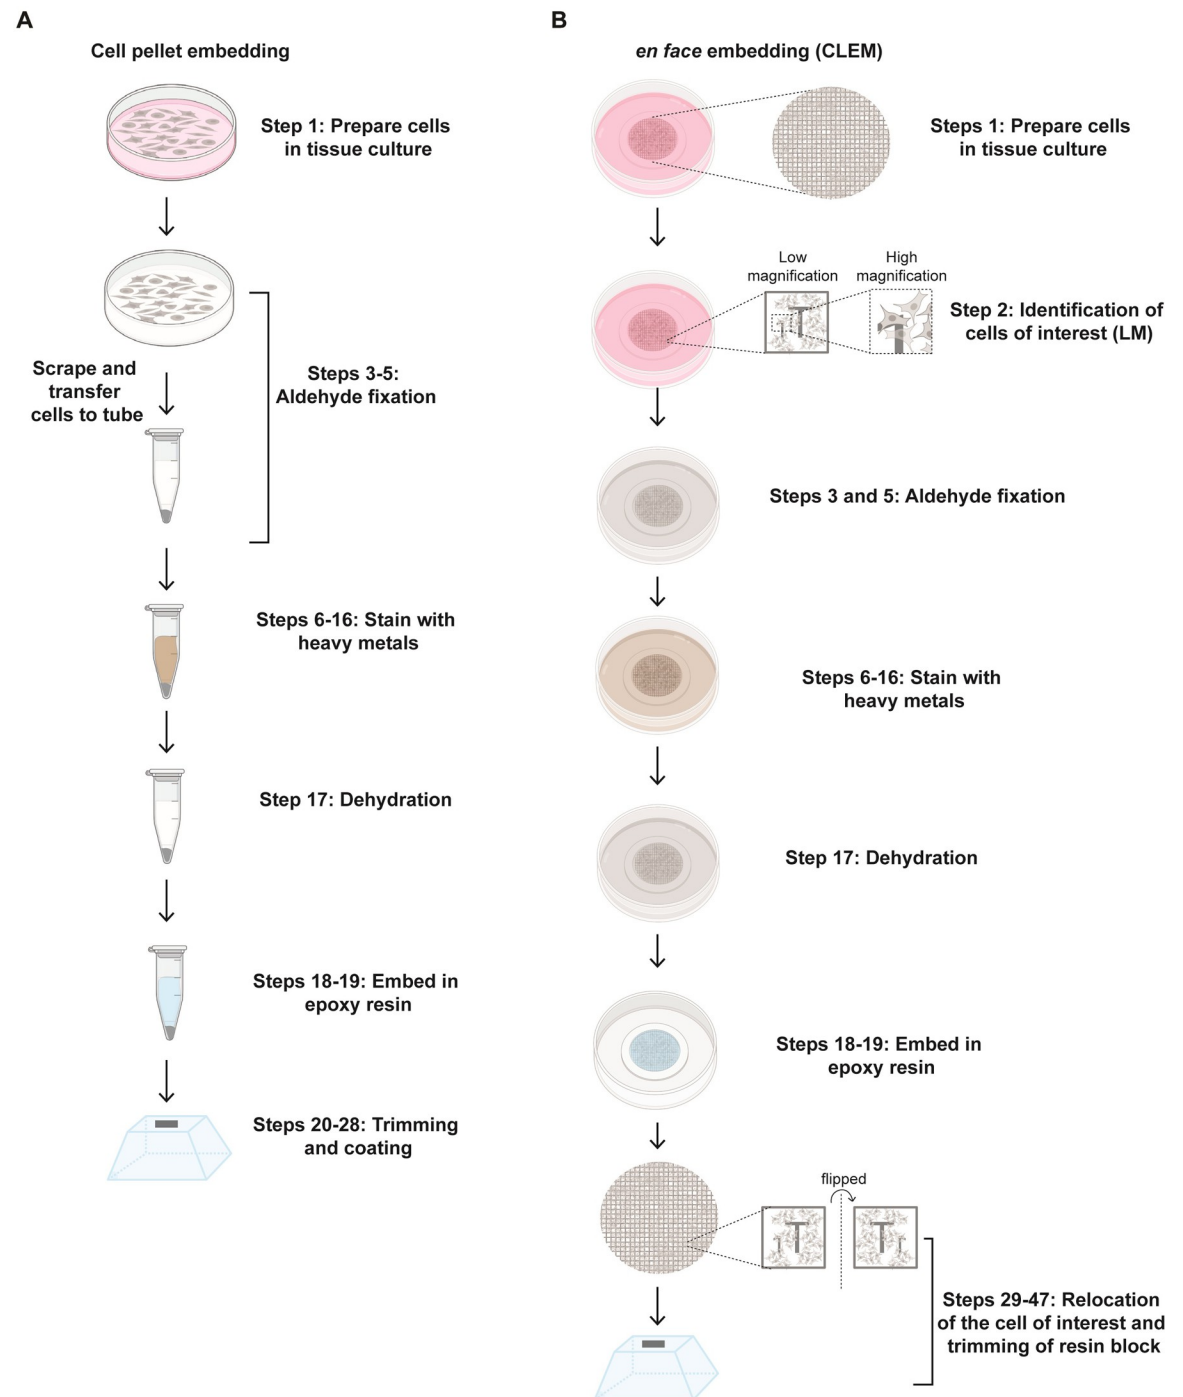 A
Cell pellet embedding
Step 1: Prepare cells
in tissue culture
Scrape and
transfer
cells to tube
Steps 3-5:
Aldehyde fixation
Steps 6-16: Stain with
heavy metals
Step 17: Dehydration
Steps 18-19: Embed in
epoxy resin
Steps 20-28: Trimming
and coating
B
en face embedding (CLEM)
Steps 1: Prepare cells
in tissue culture
Low
magnification
High
magnification
T
Step 2: Identification of
cells of interest (LM)
Steps 3 and 5: Aldehyde fixation
Steps 6-16: Stain with
heavy metals
Step 17: Dehydration
Steps 18-19: Embed in
epoxy resin
flipped
T
T
Steps 29-47: Relocation
of the cell of interest and
trimming of resin block